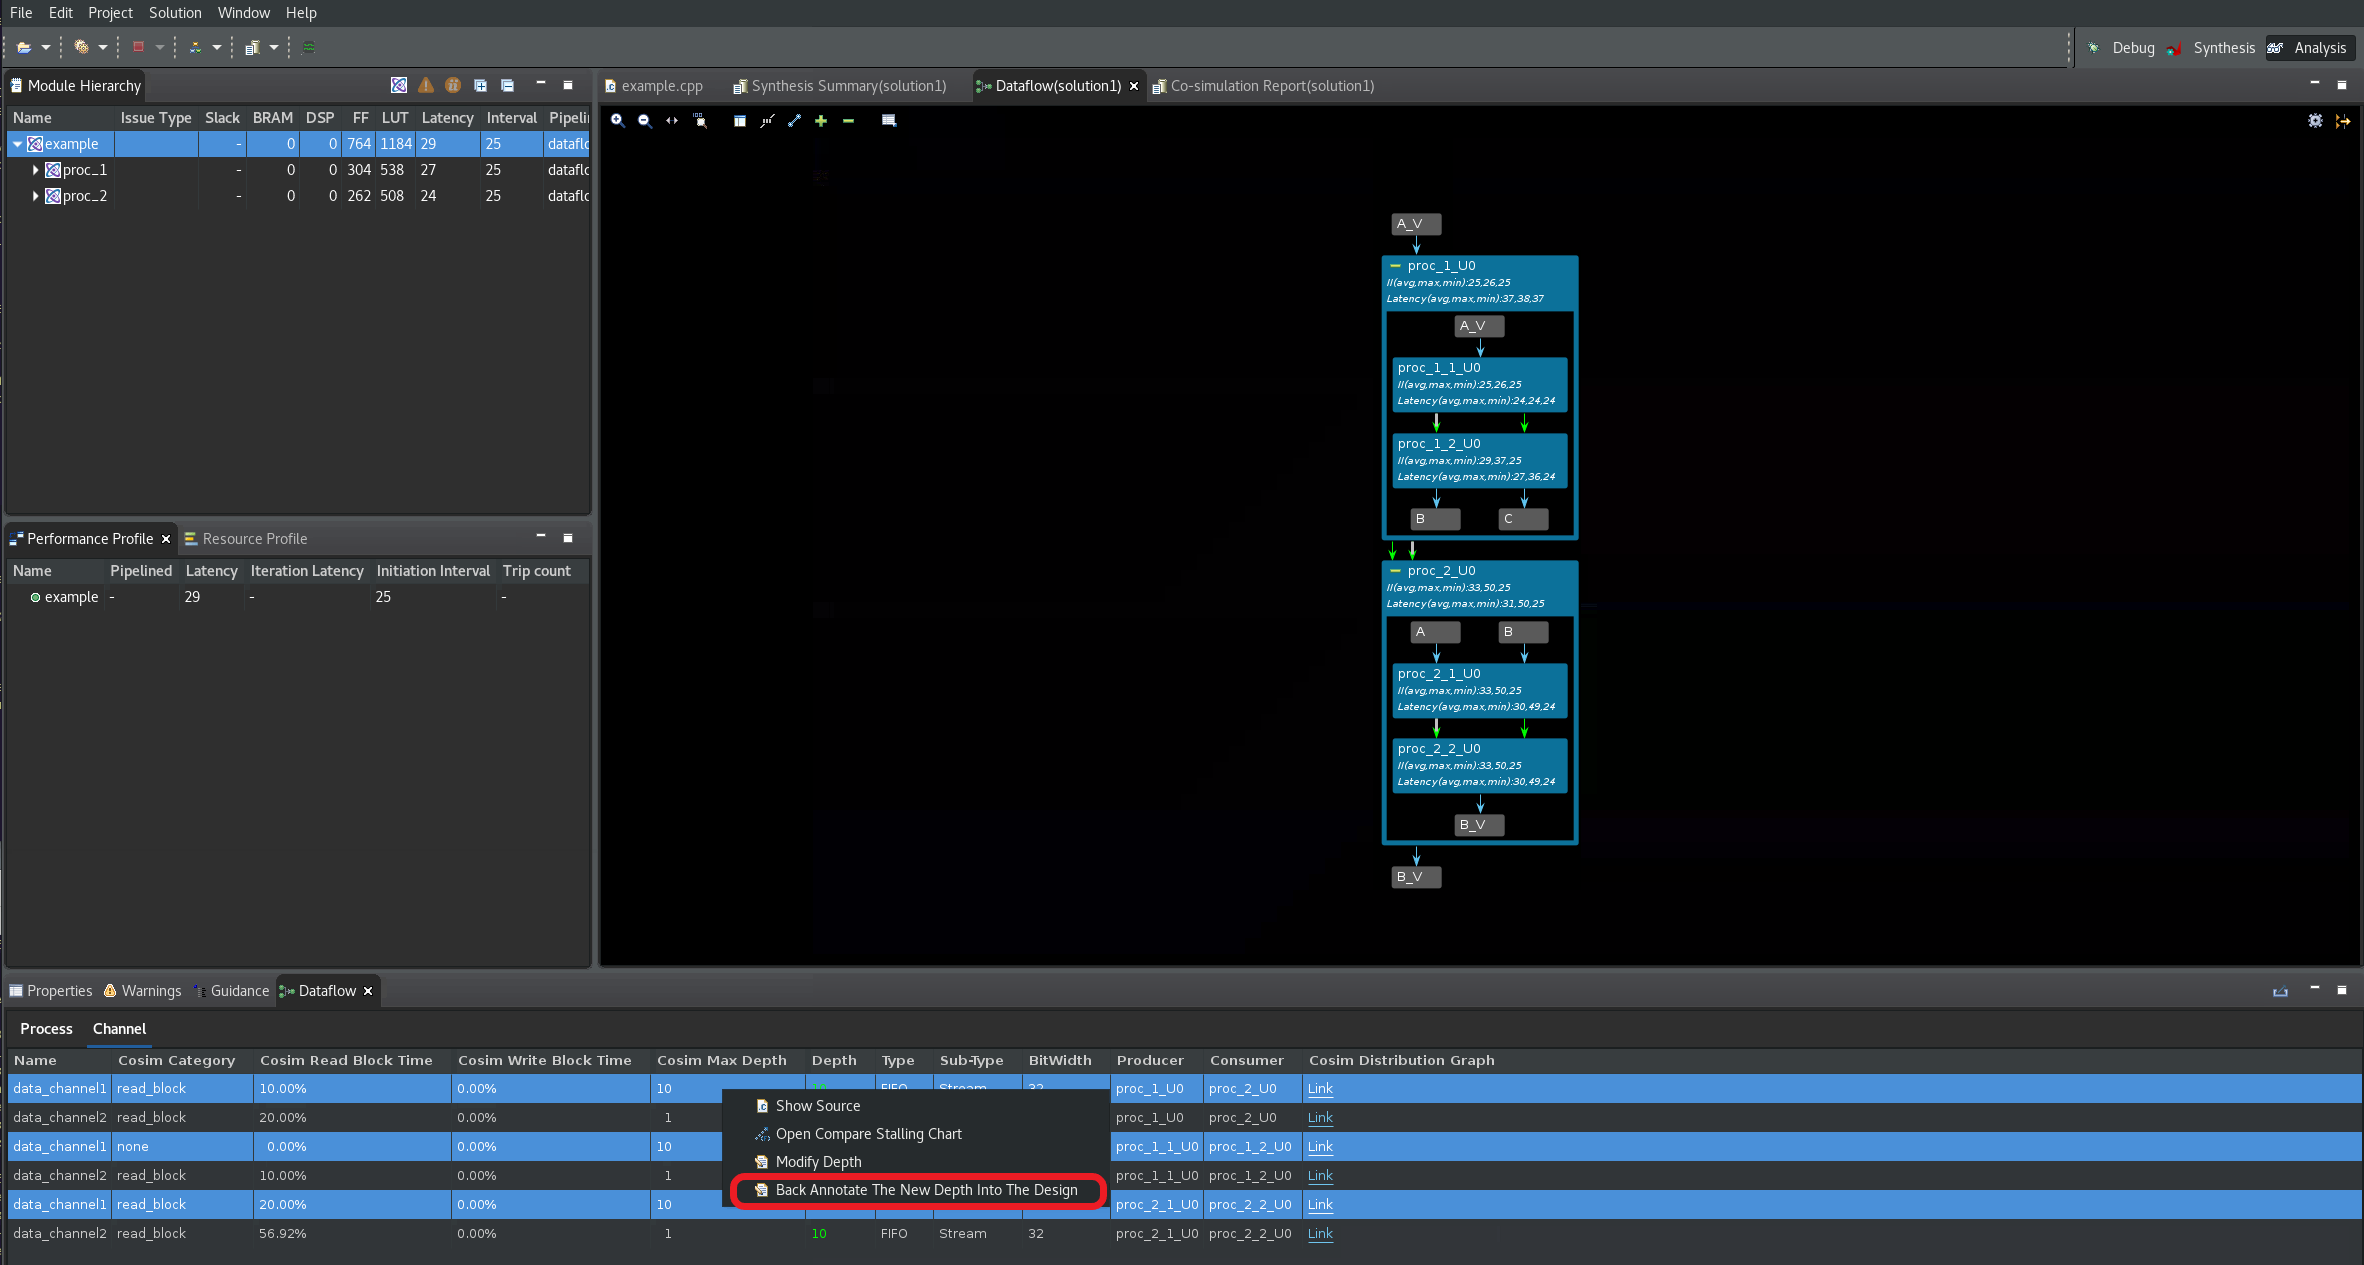 File Edit Project Solution Window Help
Debug Synthesis Analysis
Module Hierarchy
Name Issue Type Slack BRAM DSP FF LUT Latency Interval Pipeli
example - 0 0 764 1184 29 25 dataflo
proc_1 - 0 0 304 538 27 25 dataflo
proc_2 - 0 0 262 508 24 25 dataflo
Performance Profile Resource Profile
Name Pipelined Latency Iteration Latency Initiation Interval Trip count
example - 29 - 25 -
example.cpp Synthesis Summary(solution1) Dataflow(solution1) Co-simulation Report(solution1)
A_V
proc_1_U0
II(avg,max,min):25,26,25
Latency(avg,max,min):37,38,37
A_V
proc_1_1_U0
II(avg,max,min):25,26,25
Latency(avg,max,min):24,24,24
proc_1_2_U0
II(avg,max,min):29,37,25
Latency(avg,max,min):27,36,24
B C
proc_2_U0
II(avg,max,min):33,50,25
Latency(avg,max,min):31,50,25
A B
proc_2_1_U0
II(avg,max,min):33,50,25
Latency(avg,max,min):30,49,24
proc_2_2_U0
II(avg,max,min):33,50,25
Latency(avg,max,min):30,49,24
B_V
B_V
Properties Warnings Guidance Dataflow
Process Channel
Name Cosim Category Cosim Read Block Time Cosim Write Block Time Cosim Max Depth Depth Type Sub-Type BitWidth Producer Consumer Cosim Distribution Graph
data_channel1 read_block 10.00% 0.00% 10 10 FIFO Stream 32 proc_1_U0 proc_2_U0 Link
data_channel2 read_block 20.00% 0.00% 1 proc_1_U0 proc_2_U0 Link
data_channel1 none 0.00% 0.00% 10 proc_1_1_U0 proc_1_2_U0 Link
data_channel2 read_block 10.00% 0.00% 1 proc_1_1_U0 proc_1_2_U0 Link
data_channel1 read_block 20.00% 0.00% 10 proc_2_1_U0 proc_2_2_U0 Link
data_channel2 read_block 56.92% 0.00% 1 10 FIFO Stream 32 proc_2_1_U0 proc_2_2_U0 Link
Show Source
Open Compare Stalling Chart
Modify Depth
Back Annotate The New Depth Into The Design